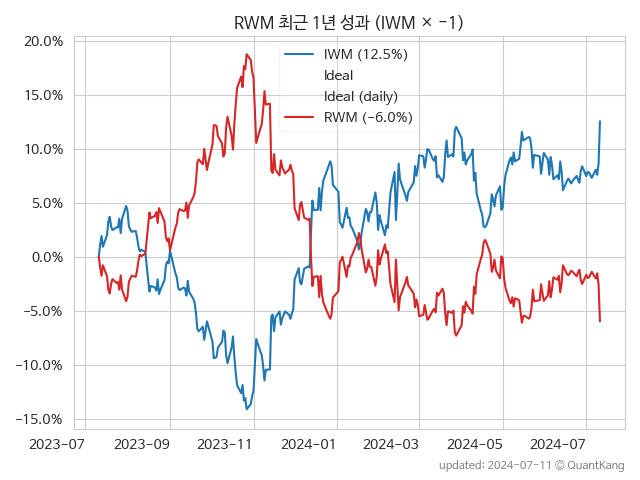 RWM 최근 1년 성과 (IWM × −1)
IWM (12.5%)
Ideal
Ideal (daily)
RWM (−6.0%)
20.0%
15.0%
10.0%
5.0%
0.0%
−5.0%
−10.0%
−15.0%
2023-07 2023-09 2023-11 2024-01 2024-03 2024-05 2024-07
updated: 2024-07-11 © QuantKang